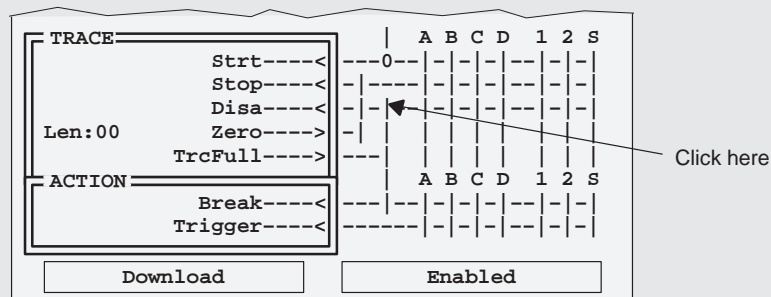 TRACE | A B C D 1 2 S
Strt----< ---0--|-|-|-|--|-|-|
Stop----< -|----|-|-|-|--|-|-|
Disa----< -|-|--|-|-|-|--|-|-|
Len:00 Zero----> -| | | | | | | | |
TrcFull----> ---| | | | | | | |
ACTION | A B C D 1 2 S
Break----< ---|--|-|-|-|--|-|-|
Trigger----< ------|-|-|-|--|-|-|
Click here
Download Enabled